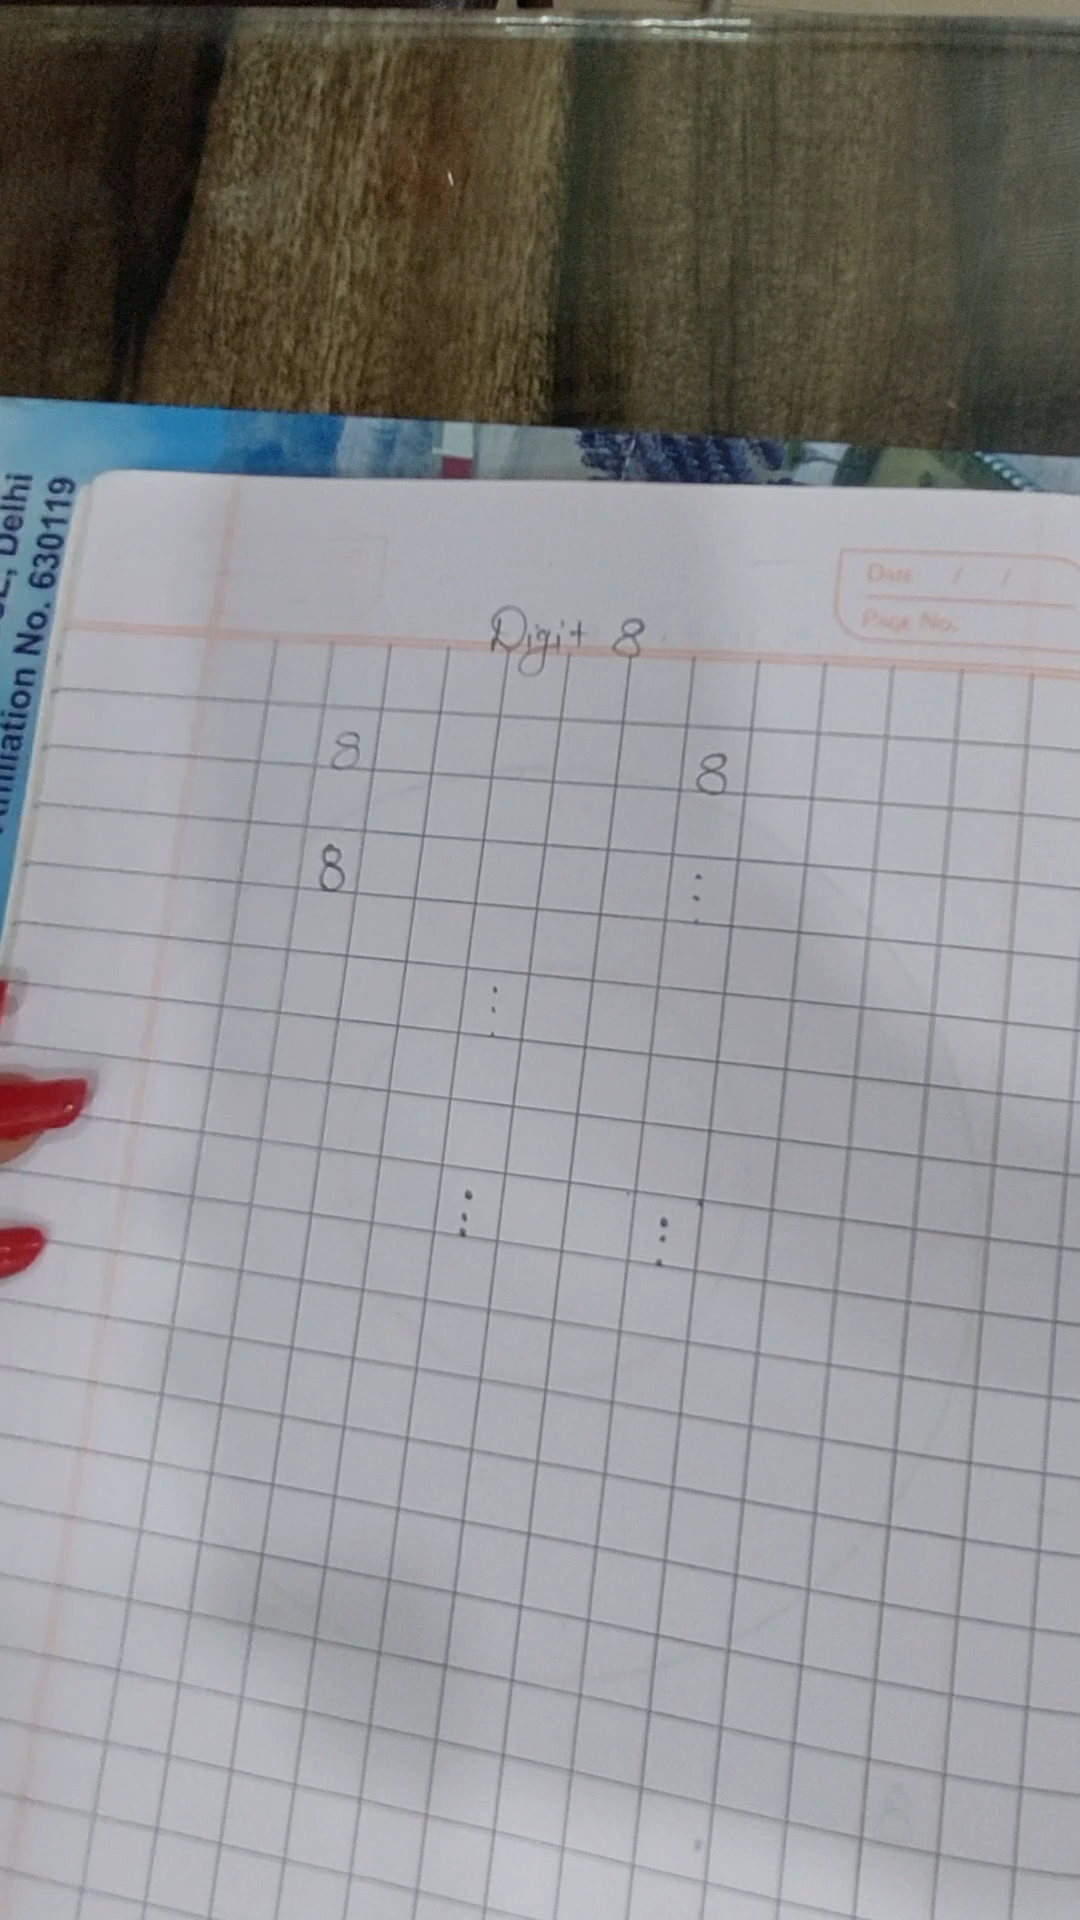 Delhi
Affiliation No. 630119
Date / /
Page No.
Digit 8
8 8
8